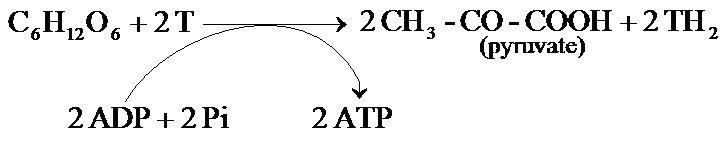 C₆H₁₂O₆ + 2 T → 2 CH₃ - CO - COOH + 2 TH₂
(pyruvate)
2 ADP + 2 Pi 2 ATP